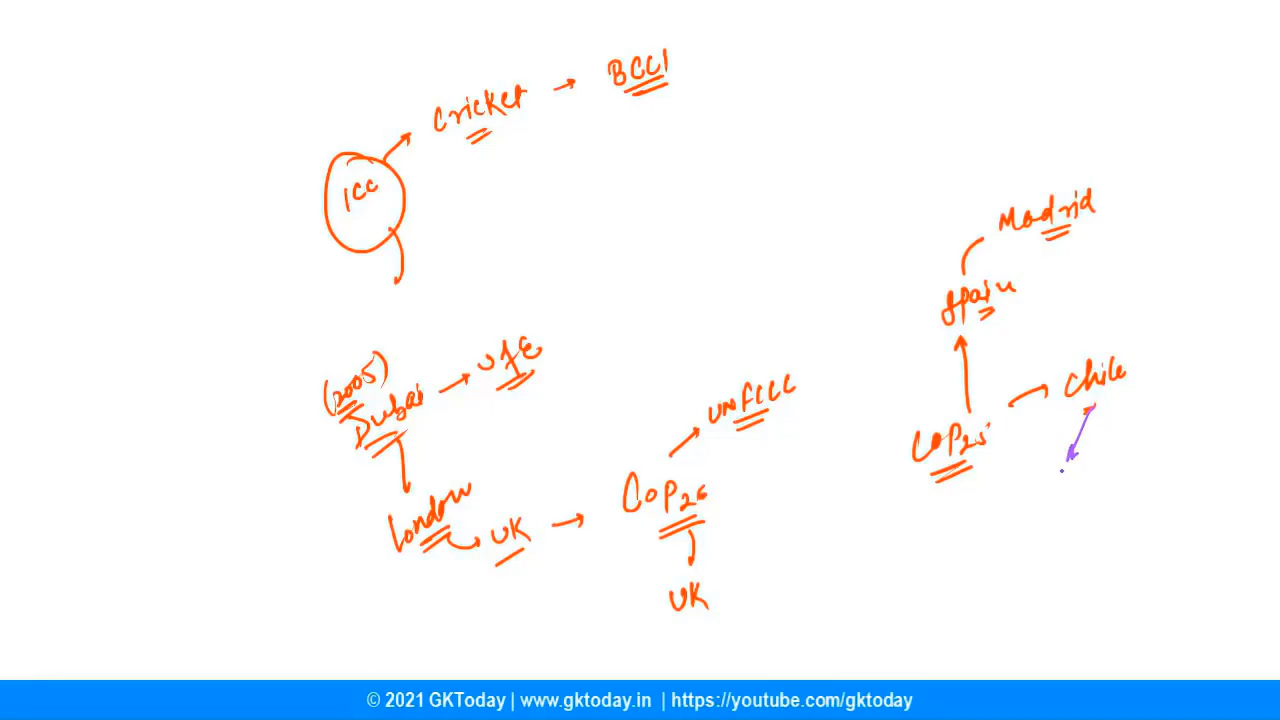 BCCI
Cricket
ICC
Madrid
Spain
UAE
(2005)
Dubai
Chile
UNFCCC
COP25
London
COP26
UK
UK
© 2021 GKToday | www.gktoday.in | https://youtube.com/gktoday